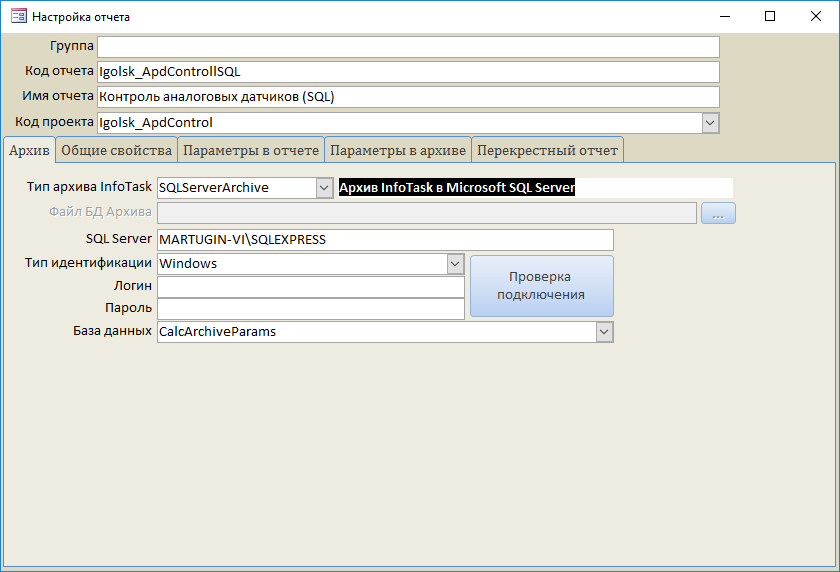 Настройка отчета
Группа
Код отчета Igolsk_ApdControllSQL
Имя отчета Контроль аналоговых датчиков (SQL)
Код проекта Igolsk_ApdControl
Архив Общие свойства Параметры в отчете Параметры в архиве Перекрестный отчет
Тип архива InfoTask SQLServerArchive Архив InfoTask в Microsoft SQL Server
Файл БД Архива ...
SQL Server MARTUGIN-VI\SQLEXPRESS
Тип идентификации Windows
Проверка
подключения
Логин
Пароль
База данных CalcArchiveParams